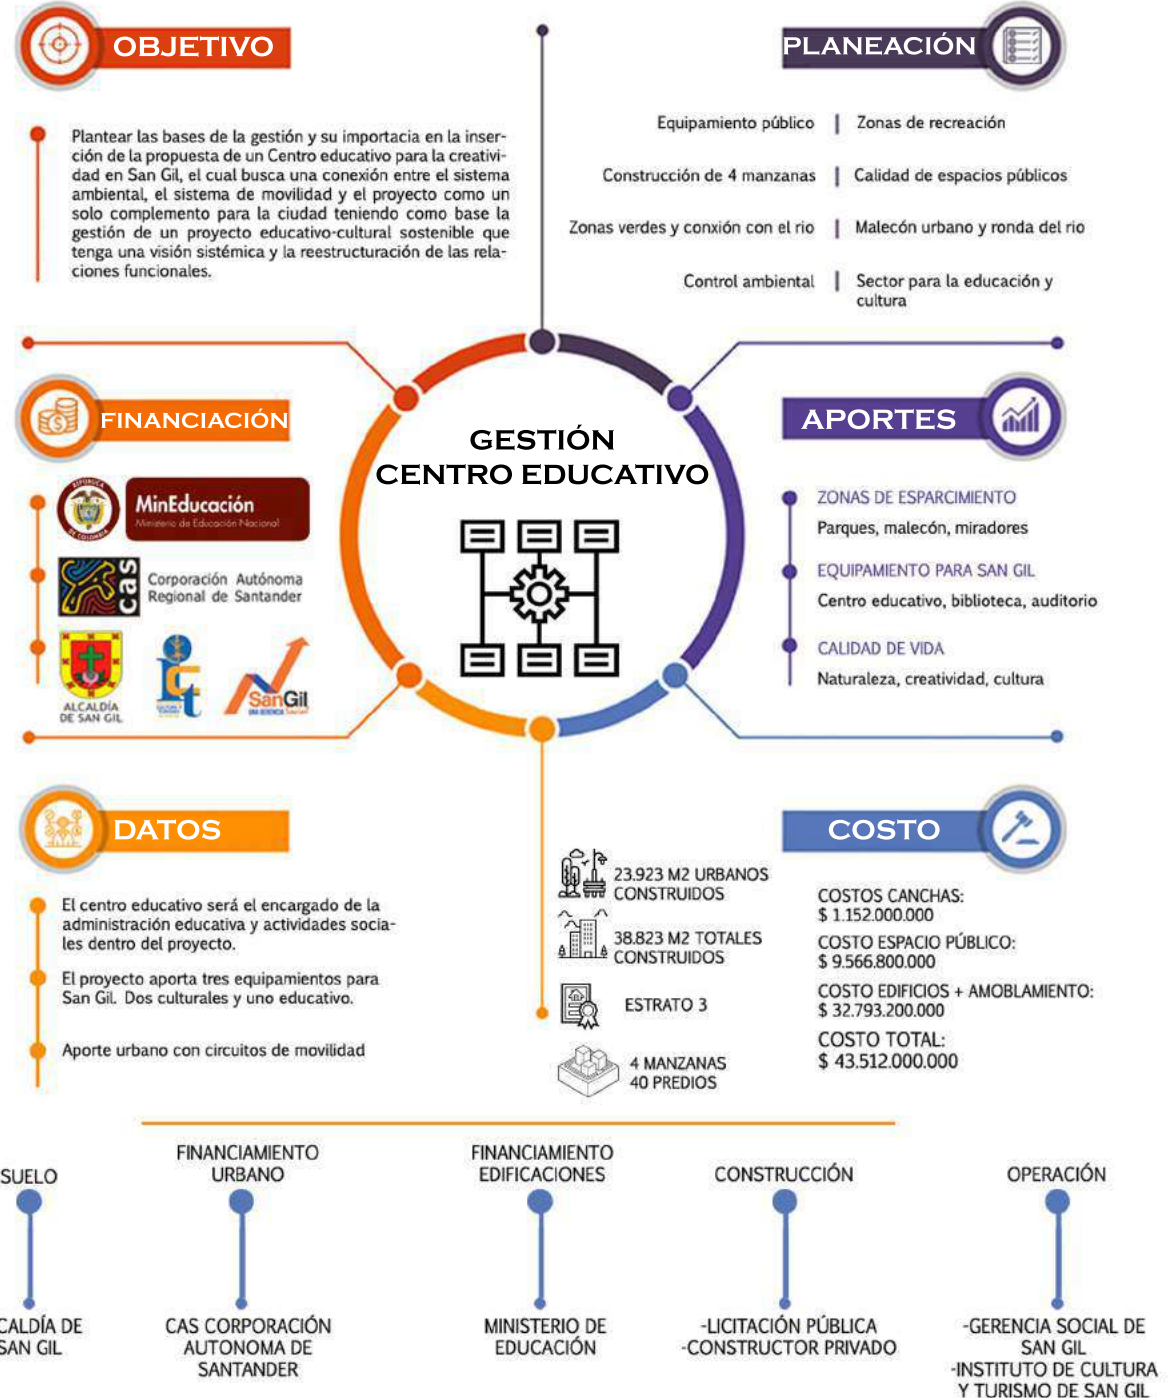 OBJETIVO
Plantear las bases de la gestión y su importacia en la inser-
ción de la propuesta de un Centro educativo para la creativi-
dad en San Gil, el cual busca una conexión entre el sistema
ambiental, el sistema de movilidad y el proyecto como un
solo complemento para la ciudad teniendo como base la
gestión de un proyecto educativo-cultural sostenible que
tenga una visión sistémica y la reestructuración de las rela-
ciones funcionales.
PLANEACIÓN
Equipamiento público | Zonas de recreación
Construcción de 4 manzanas | Calidad de espacios públicos
Zonas verdes y conxión con el rio | Malecón urbano y ronda del rio
Control ambiental | Sector para la educación y
cultura
FINANCIACIÓN
REPÚBLICA
DE COLOMBIA
MinEducación
Ministerio de Educación Nacional
cas
Corporación Autónoma
Regional de Santander
ALCALDÍA
DE SAN GIL
ict
SanGil
GESTIÓN
CENTRO EDUCATIVO
APORTES
ZONAS DE ESPARCIMIENTO
Parques, malecón, miradores
EQUIPAMIENTO PARA SAN GIL
Centro educativo, biblioteca, auditorio
CALIDAD DE VIDA
Naturaleza, creatividad, cultura
DATOS
El centro educativo será el encargado de la
administración educativa y actividades socia-
les dentro del proyecto.
El proyecto aporta tres equipamientos para
San Gil. Dos culturales y uno educativo.
Aporte urbano con circuitos de movilidad
23.923 M2 URBANOS
CONSTRUIDOS
38.823 M2 TOTALES
CONSTRUIDOS
ESTRATO 3
4 MANZANAS
40 PREDIOS
COSTO
COSTOS CANCHAS:
$ 1.152.000.000
COSTO ESPACIO PÚBLICO:
$ 9.566.800.000
COSTO EDIFICIOS + AMOBLAMIENTO:
$ 32.793.200.000
COSTO TOTAL:
$ 43.512.000.000
SUELO
CALDÍA DE
SAN GIL
FINANCIAMIENTO
URBANO
CAS CORPORACIÓN
AUTONOMA DE
SANTANDER
FINANCIAMIENTO
EDIFICACIONES
MINISTERIO DE
EDUCACIÓN
CONSTRUCCIÓN
-LICITACIÓN PÚBLICA
-CONSTRUCTOR PRIVADO
OPERACIÓN
-GERENCIA SOCIAL DE
SAN GIL
-INSTITUTO DE CULTURA
Y TURISMO DE SAN GIL